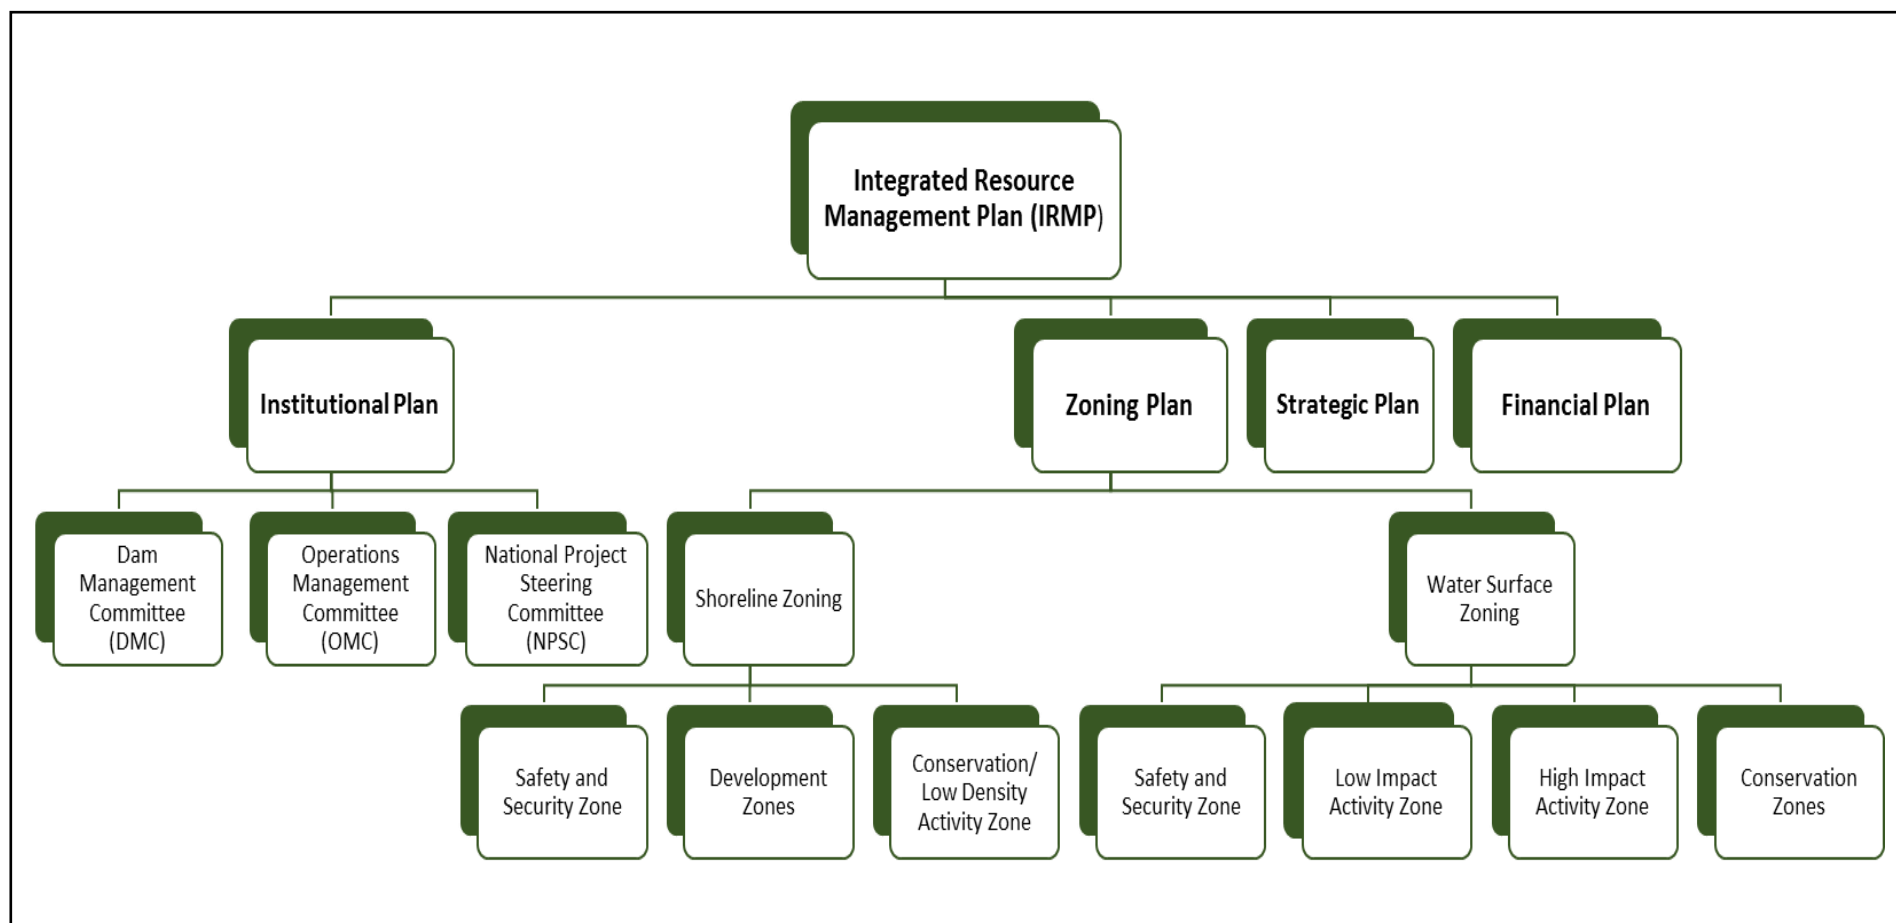 Integrated Resource
Management Plan (IRMP)
Institutional Plan
Zoning Plan
Strategic Plan
Financial Plan
Dam
Management
Committee
(DMC)
Operations
Management
Committee
(OMC)
National Project
Steering
Committee
(NPSC)
Shoreline Zoning
Water Surface
Zoning
Safety and
Security Zone
Development
Zones
Conservation/
Low Density
Activity Zone
Safety and
Security Zone
Low Impact
Activity Zone
High Impact
Activity Zone
Conservation
Zones